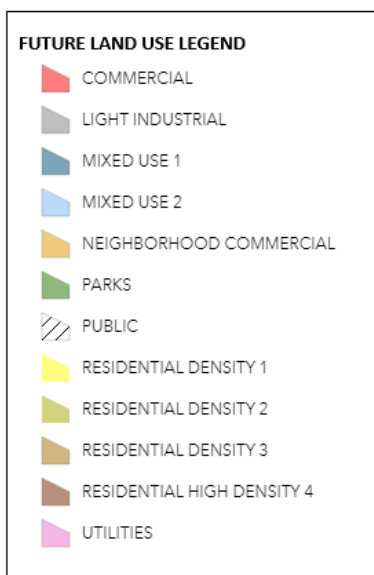 FUTURE LAND USE LEGEND
COMMERCIAL
LIGHT INDUSTRIAL
MIXED USE 1
MIXED USE 2
NEIGHBORHOOD COMMERCIAL
PARKS
PUBLIC
RESIDENTIAL DENSITY 1
RESIDENTIAL DENSITY 2
RESIDENTIAL DENSITY 3
RESIDENTIAL HIGH DENSITY 4
UTILITIES